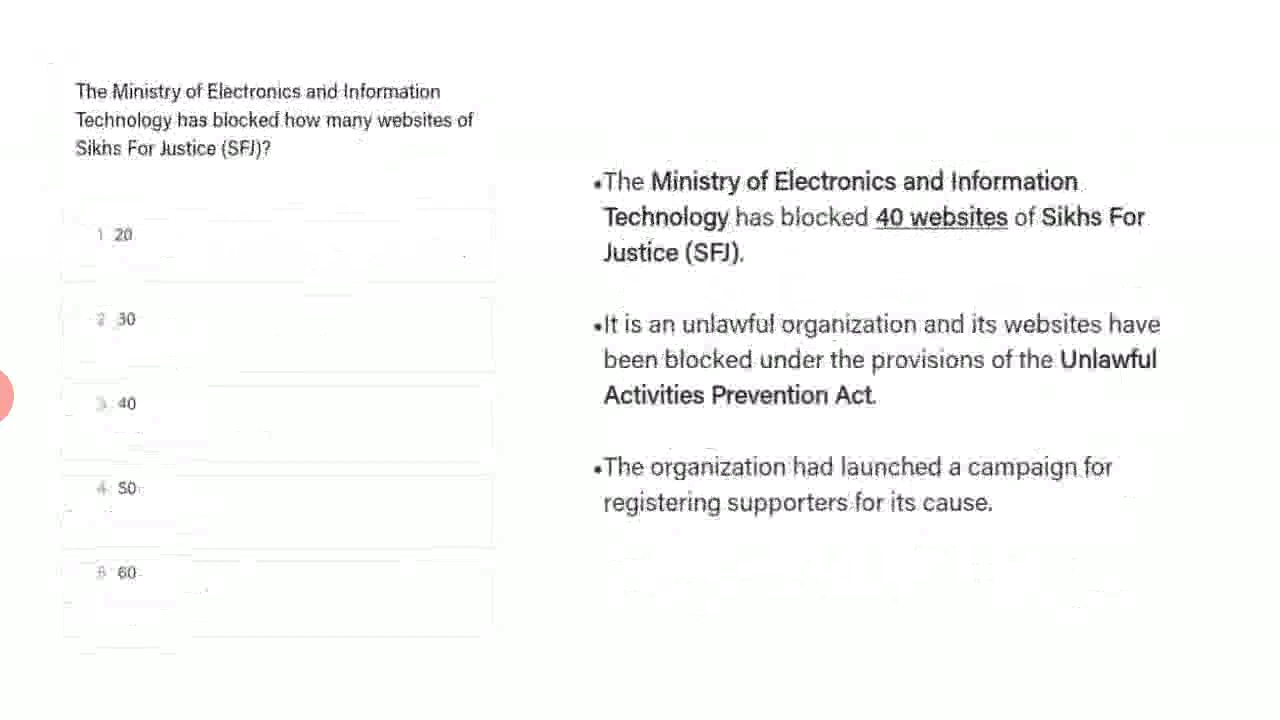 The Ministry of Electronics and Information
Technology has blocked how many websites of
Sikhs For Justice (SFJ)?
1 20
2 30
3 40
4 50
5 60
•The Ministry of Electronics and Information
Technology has blocked 40 websites of Sikhs For
Justice (SFJ).
•It is an unlawful organization and its websites have
been blocked under the provisions of the Unlawful
Activities Prevention Act.
•The organization had launched a campaign for
registering supporters for its cause.